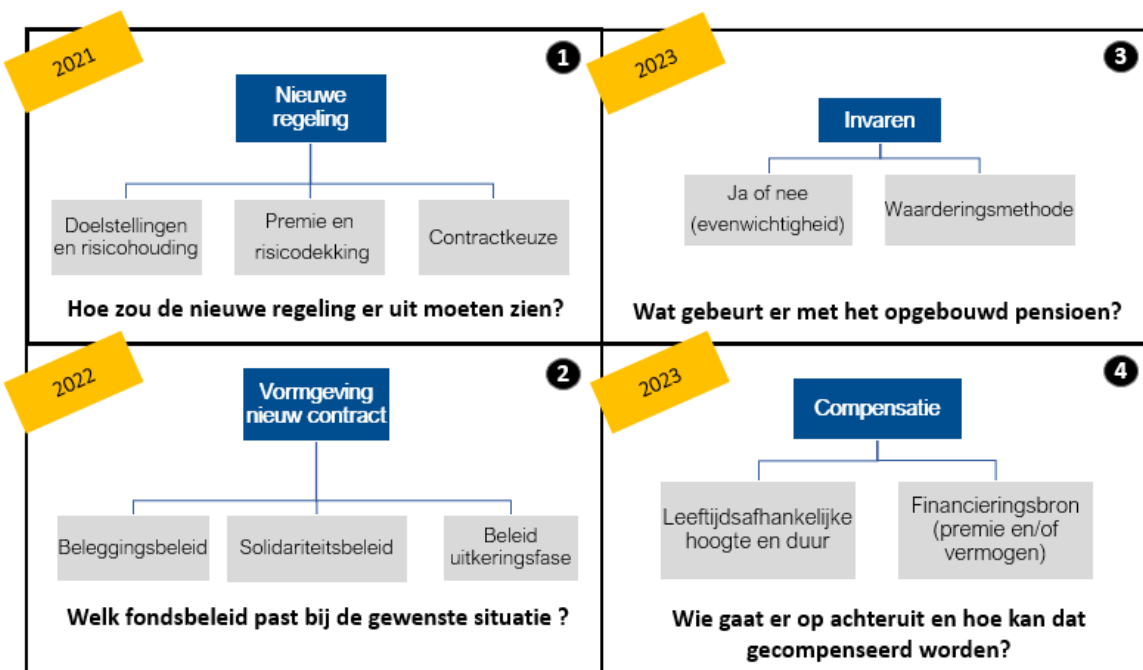 2021
1
Nieuwe
regeling
Doelstellingen
en risicohouding
Premie en
risicodekking
Contractkeuze
Hoe zou de nieuwe regeling er uit moeten zien?
2022
2
Vormgeving
nieuw contract
Beleggingsbeleid
Solidariteitsbeleid
Beleid
uitkeringsfase
Welk fondsbeleid past bij de gewenste situatie ?
2023
3
Invaren
Ja of nee
(evenwichtigheid)
Waarderingsmethode
Wat gebeurt er met het opgebouwd pensioen?
2023
4
Compensatie
Leeftijdsafhankelijke
hoogte en duur
Financieringsbron
(premie en/of
vermogen)
Wie gaat er op achteruit en hoe kan dat
gecompenseerd worden?